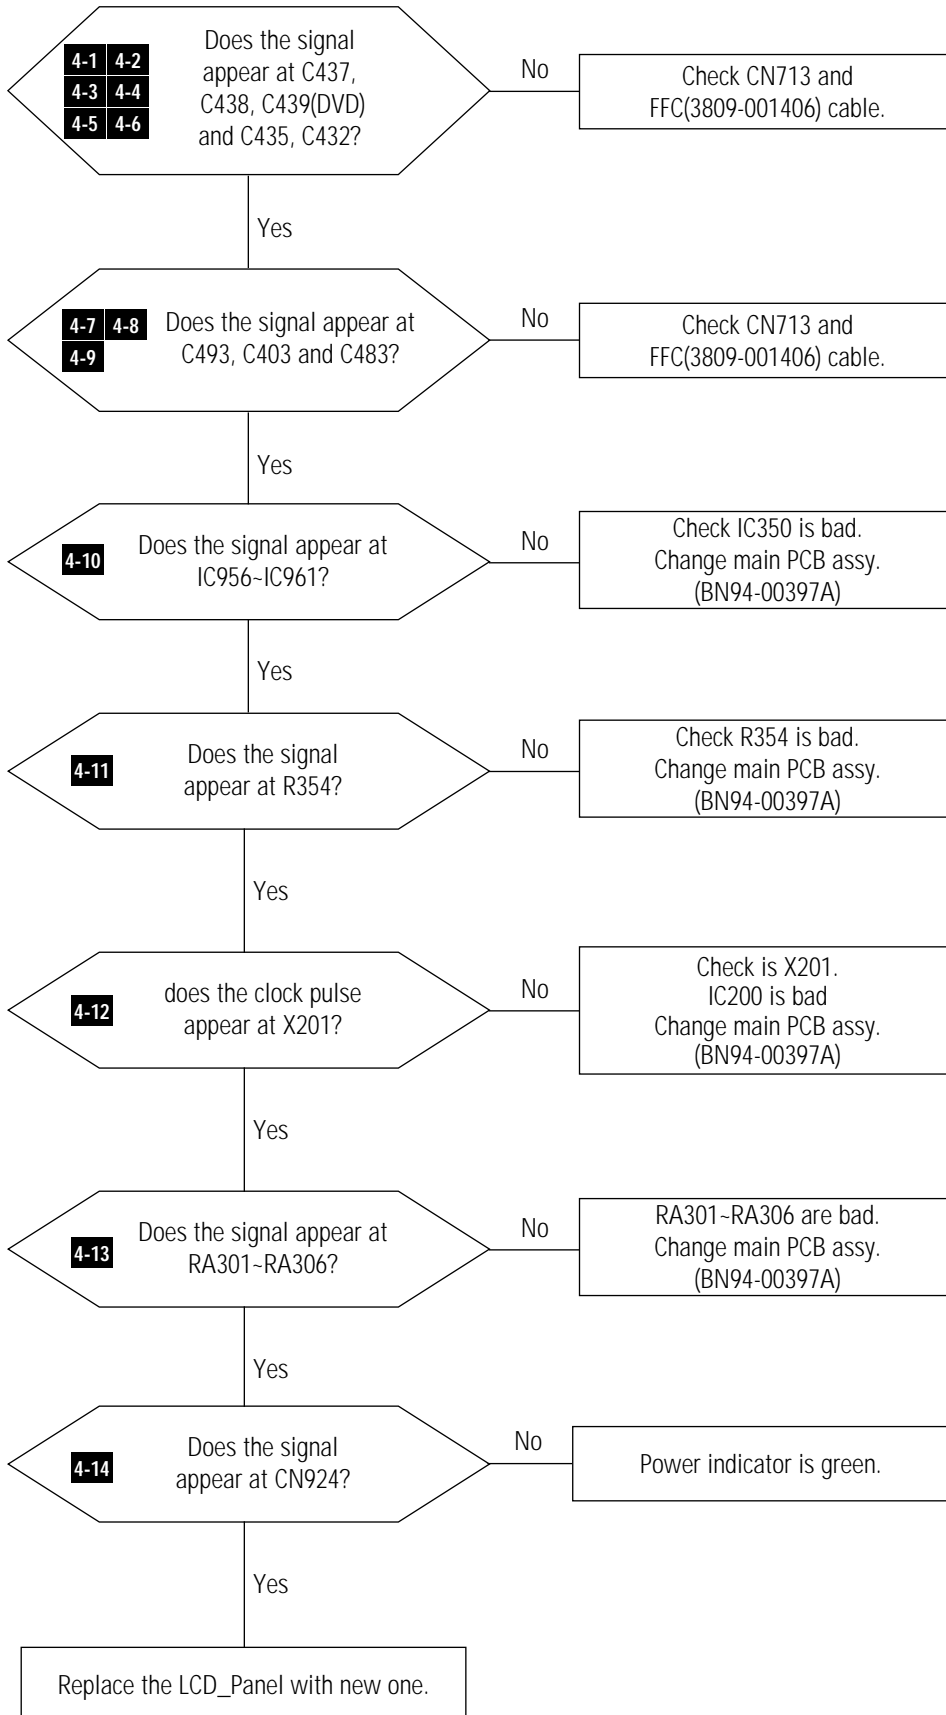 4-1 4-2
4-3 4-4
4-5 4-6
Does the signal
appear at C437,
C438, C439(DVD)
and C435, C432?
No
Check CN713 and
FFC(3809-001406) cable.
Yes
4-7 4-8
4-9
Does the signal appear at
C493, C403 and C483?
No
Check CN713 and
FFC(3809-001406) cable.
Yes
4-10
Does the signal appear at
IC956~IC961?
No
Check IC350 is bad.
Change main PCB assy.
(BN94-00397A)
Yes
4-11
Does the signal
appear at R354?
No
Check R354 is bad.
Change main PCB assy.
(BN94-00397A)
Yes
4-12
does the clock pulse
appear at X201?
No
Check is X201.
IC200 is bad
Change main PCB assy.
(BN94-00397A)
Yes
4-13
Does the signal appear at
RA301~RA306?
No
RA301~RA306 are bad.
Change main PCB assy.
(BN94-00397A)
Yes
4-14
Does the signal
appear at CN924?
No
Power indicator is green.
Yes
Replace the LCD_Panel with new one.